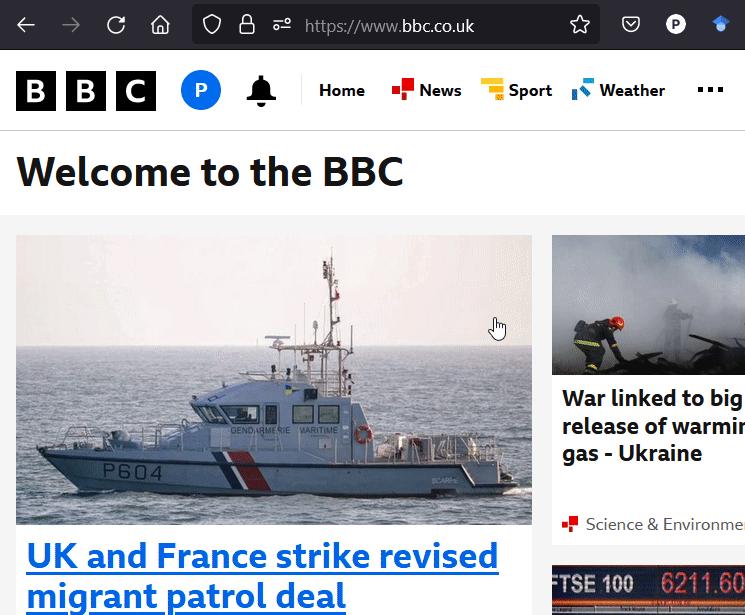 https://www.bbc.co.uk
P
BBC
P
Home
News
Sport
Weather
Welcome to the BBC
GENDARMERIE MARITIME
P604
UK and France strike revised
migrant patrol deal
War linked to big
release of warmin
gas - Ukraine
Science & Environme
FTSE 100 6211.60